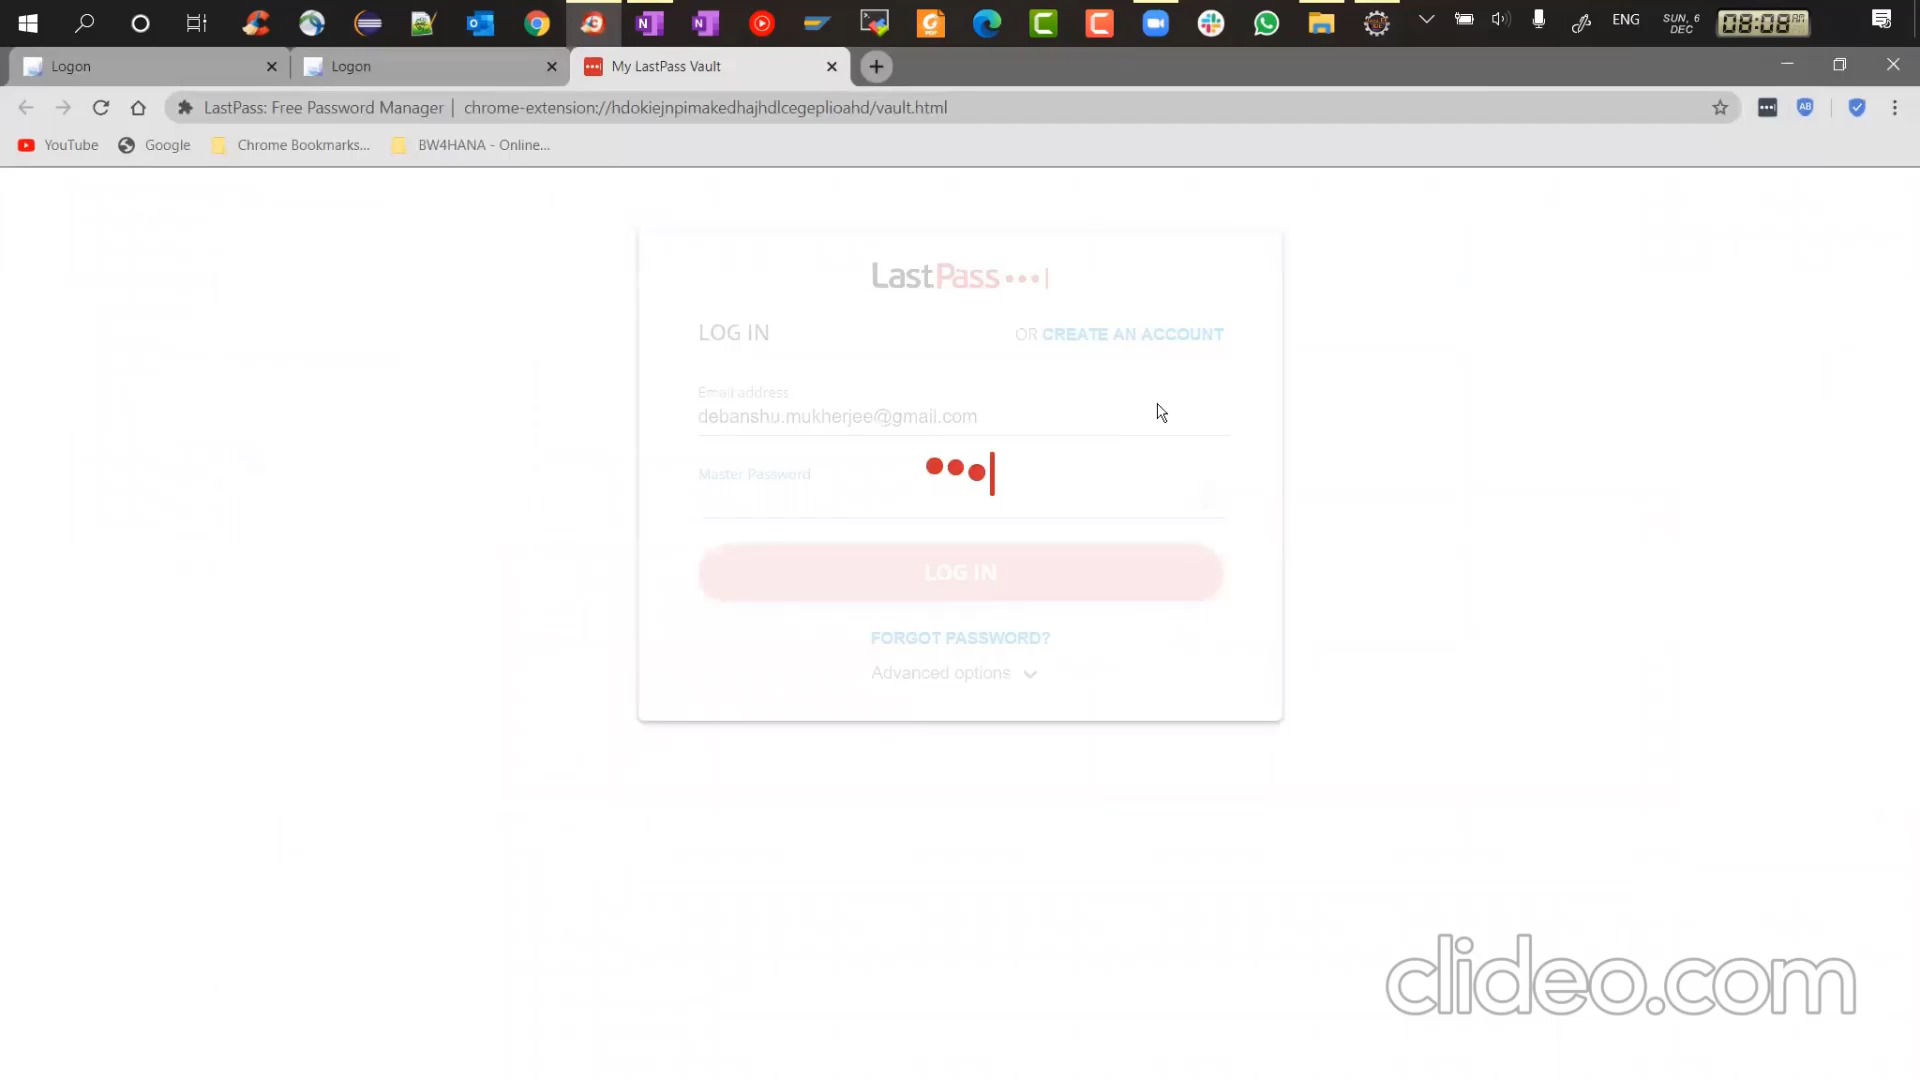 ENG
SUN, 6
DEC
08:08 AM
Logon
Logon
My LastPass Vault
LastPass: Free Password Manager | chrome-extension://hdokiejnpimakedhajhdlcegeplioahd/vault.html
YouTube
Google
Chrome Bookmarks...
BW4HANA - Online...
LastPass
LOG IN
OR CREATE AN ACCOUNT
Email address
debanshu.mukherjee@gmail.com
Master Password
LOG IN
FORGOT PASSWORD?
Advanced options
clideo.com